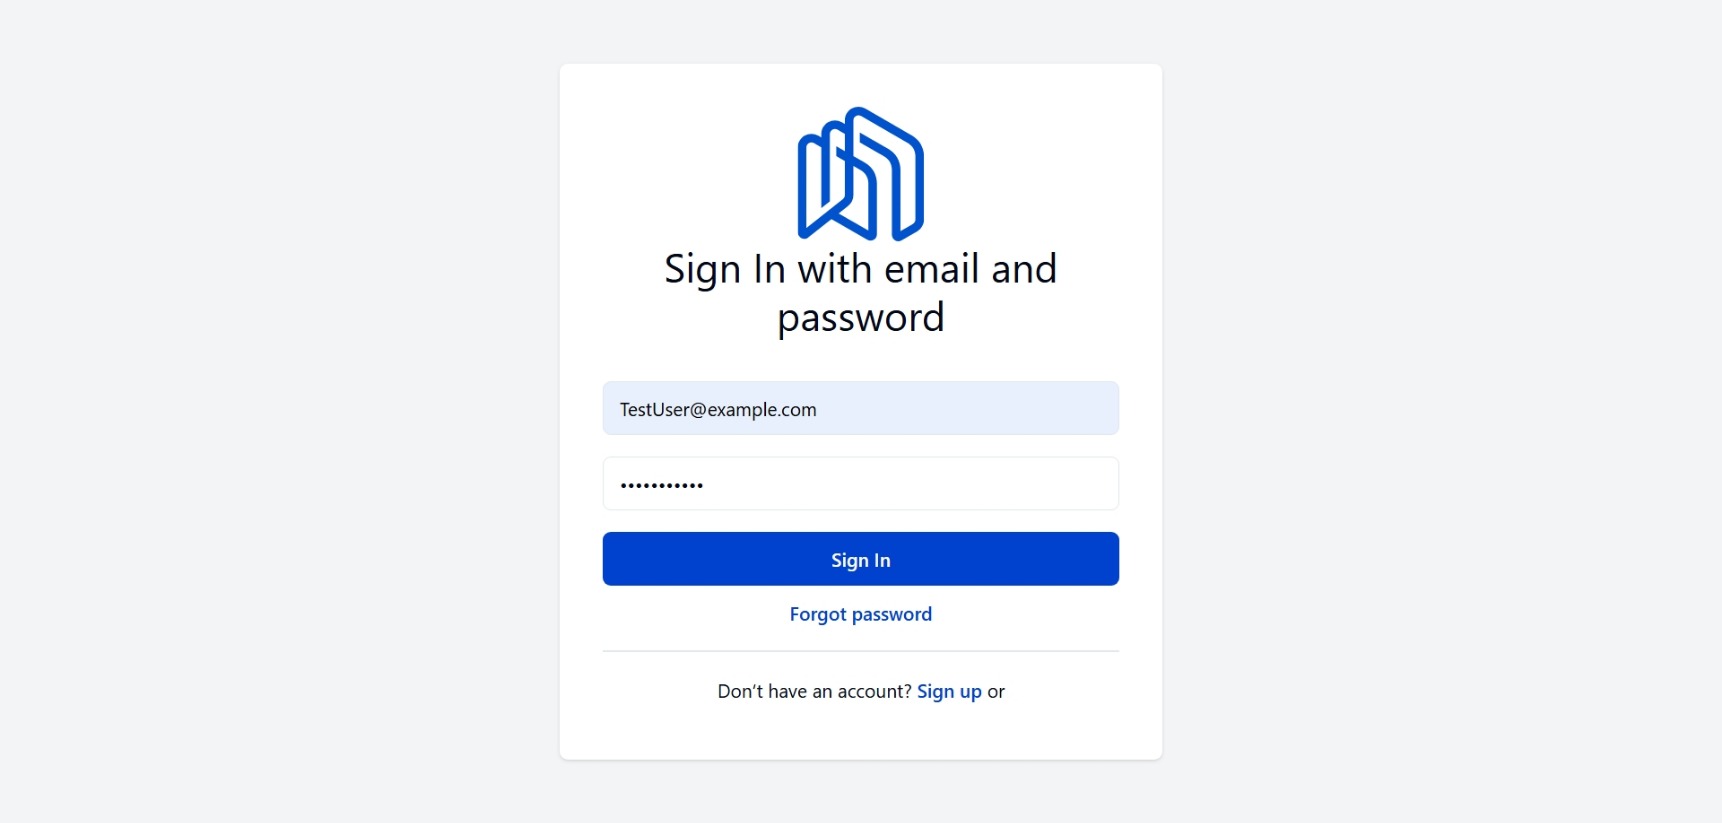 Sign In with email and
password
TestUser@example.com
•••••••••••
Sign In
Forgot password
Don’t have an account? Sign up or